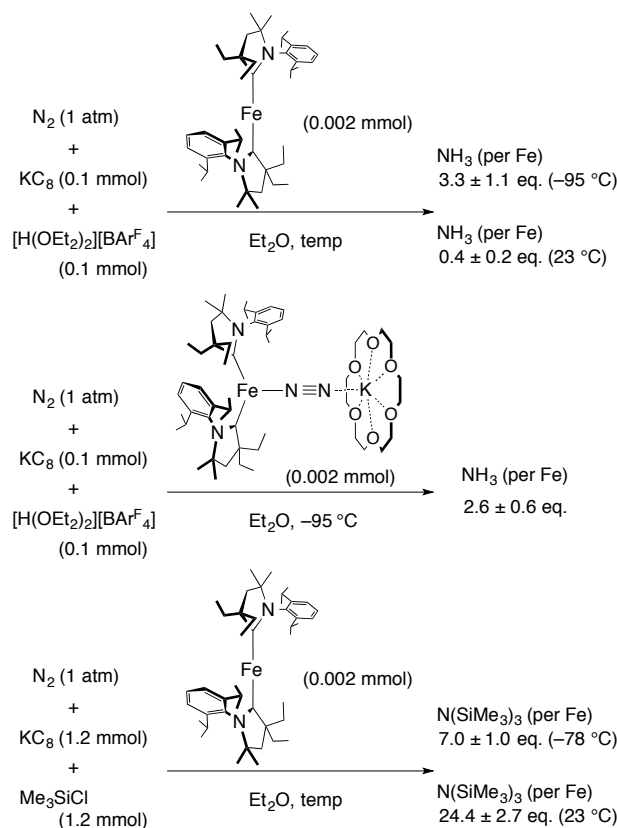 N
Fe
N
N₂ (1 atm)
+
KC₈ (0.1 mmol)
+
[H(OEt₂)₂][BArᶠ₄]
(0.1 mmol)
(0.002 mmol)
Et₂O, temp
NH₃ (per Fe)
3.3 ± 1.1 eq. (–95 °C)
NH₃ (per Fe)
0.4 ± 0.2 eq. (23 °C)
N
Fe
N≡N
K
O
O
O
O
O
O
N
N₂ (1 atm)
+
KC₈ (0.1 mmol)
+
[H(OEt₂)₂][BArᶠ₄]
(0.1 mmol)
(0.002 mmol)
Et₂O, –95 °C
NH₃ (per Fe)
2.6 ± 0.6 eq.
N
Fe
N
N₂ (1 atm)
+
KC₈ (1.2 mmol)
+
Me₃SiCl
(1.2 mmol)
(0.002 mmol)
Et₂O, temp
N(SiMe₃)₃ (per Fe)
7.0 ± 1.0 eq. (–78 °C)
N(SiMe₃)₃ (per Fe)
24.4 ± 2.7 eq. (23 °C)